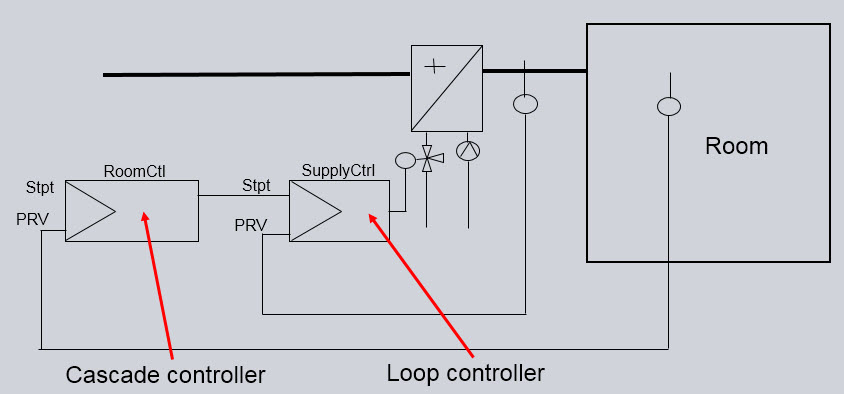 Room
RoomCtl
SupplyCtrl
Stpt
Stpt
PRV
PRV
Cascade controller
Loop controller